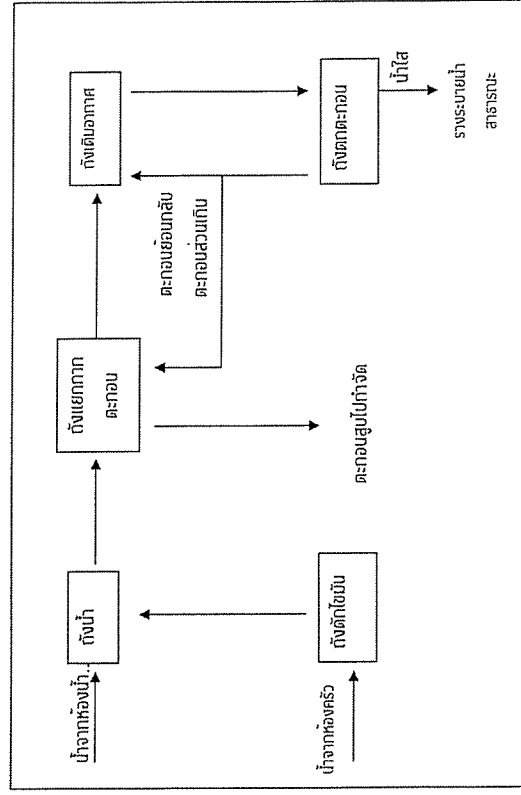 น้ำจากห้องน้ำ..
ถังน้ำ
ถังแยกกาก
ตะกอน
ถังเติมอากาศ
ตะกอนย้อนกลับ
ตะกอนส่วนเกิน
น้ำจากห้องครัว
ถังดักไขมัน
ตะกอนสูบไปกำจัด
ถังตกตะกอน
น้ำใส
รางระบายน้ำ
สาธารณะ